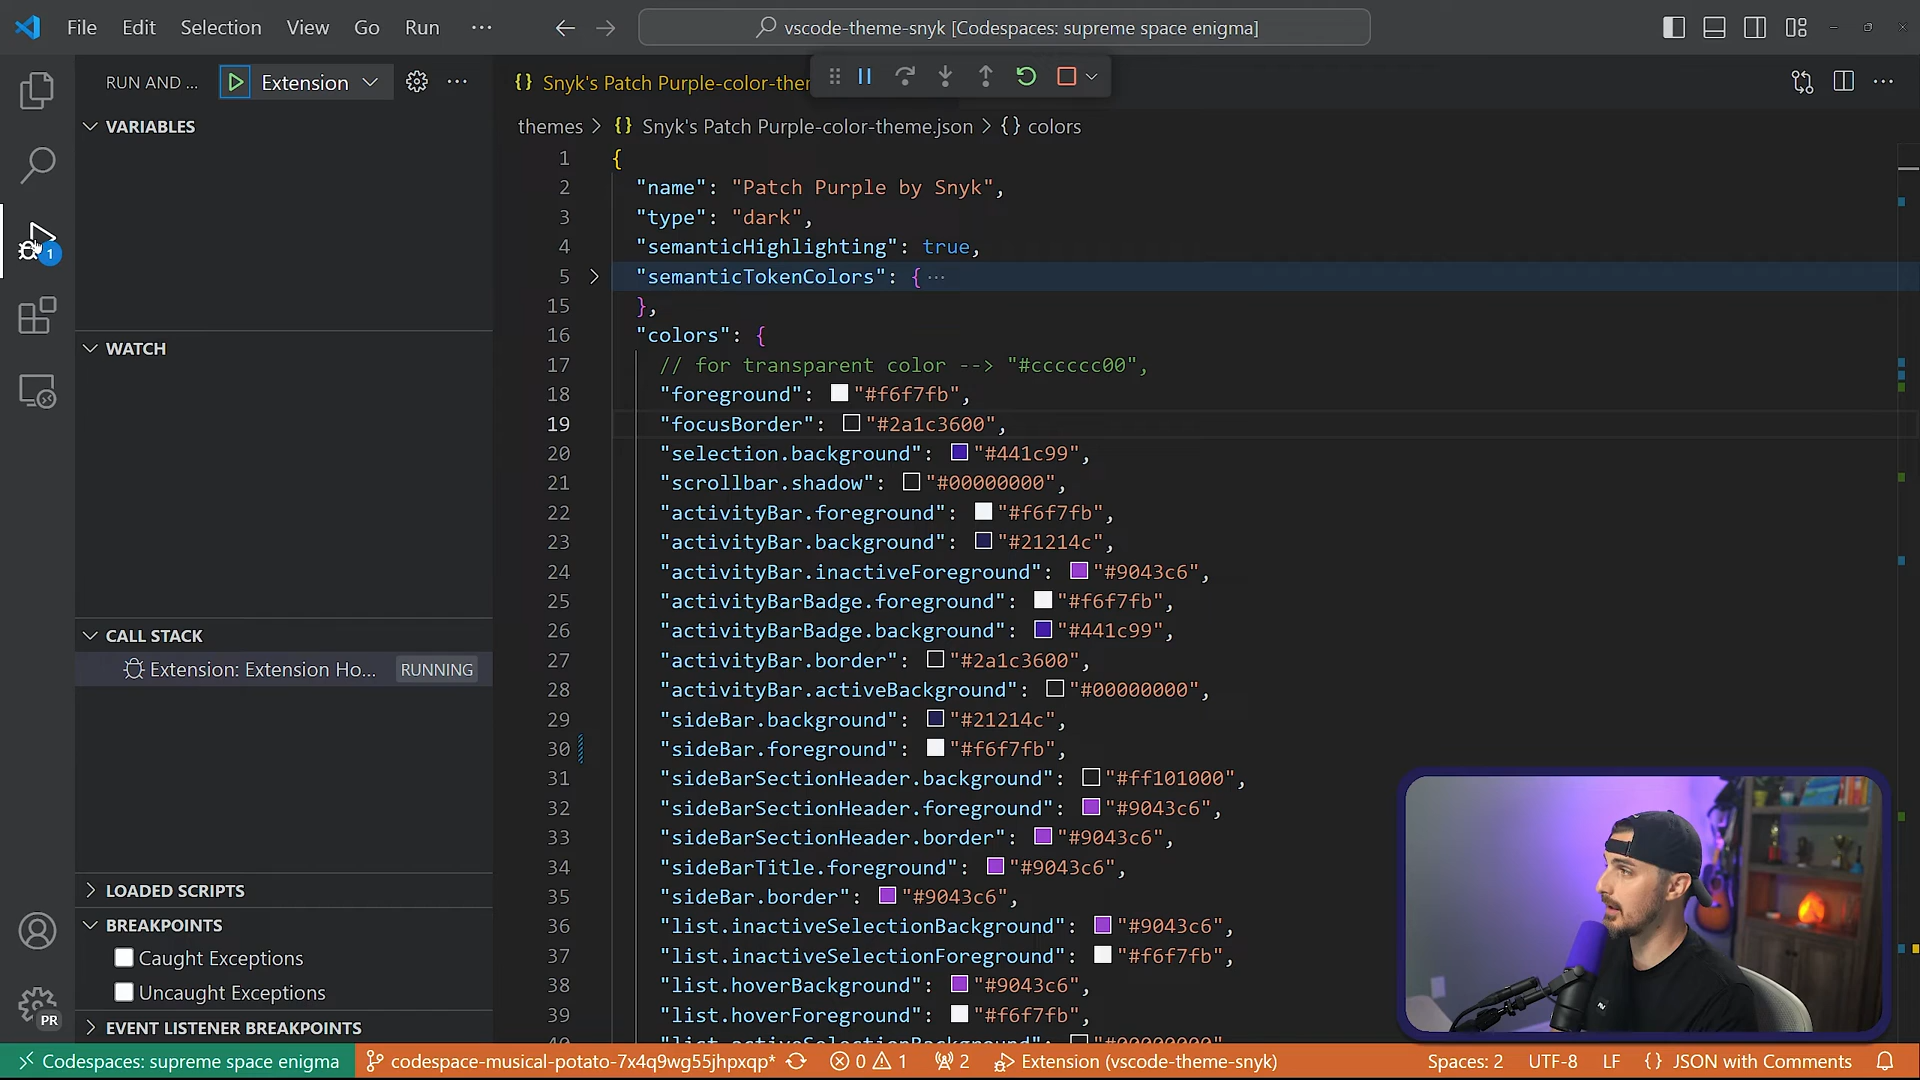 File Edit Selection View Go Run ···
vscode-theme-snyk [Codespaces: supreme space enigma]
RUN AND ... Extension
Snyk's Patch Purple-color-ther
themes > {} Snyk's Patch Purple-color-theme.json > {} colors
VARIABLES
WATCH
CALL STACK
Extension: Extension Ho... RUNNING
LOADED SCRIPTS
BREAKPOINTS
Caught Exceptions
Uncaught Exceptions
EVENT LISTENER BREAKPOINTS
1
PR
1 {
2 "name": "Patch Purple by Snyk",
3 "type": "dark",
4 "semanticHighlighting": true,
5 "semanticTokenColors": { ···
15 },
16 "colors": {
17 // for transparent color --> "#cccccc00",
18 "foreground": "#f6f7fb",
19 "focusBorder": "#2a1c3600",
20 "selection.background": "#441c99",
21 "scrollbar.shadow": "#00000000",
22 "activityBar.foreground": "#f6f7fb",
23 "activityBar.background": "#21214c",
24 "activityBar.inactiveForeground": "#9043c6",
25 "activityBarBadge.foreground": "#f6f7fb",
26 "activityBarBadge.background": "#441c99",
27 "activityBar.border": "#2a1c3600",
28 "activityBar.activeBackground": "#00000000",
29 "sideBar.background": "#21214c",
30 "sideBar.foreground": "#f6f7fb",
31 "sideBarSectionHeader.background": "#ff101000",
32 "sideBarSectionHeader.foreground": "#9043c6",
33 "sideBarSectionHeader.border": "#9043c6",
34 "sideBarTitle.foreground": "#9043c6",
35 "sideBar.border": "#9043c6",
36 "list.inactiveSelectionBackground": "#9043c6",
37 "list.inactiveSelectionForeground": "#f6f7fb",
38 "list.hoverBackground": "#9043c6",
39 "list.hoverForeground": "#f6f7fb",
Codespaces: supreme space enigma codespace-musical-potato-7x4q9wg55jhpxqp* 0 1 2 Extension (vscode-theme-snyk) Spaces: 2 UTF-8 LF {} JSON with Comments